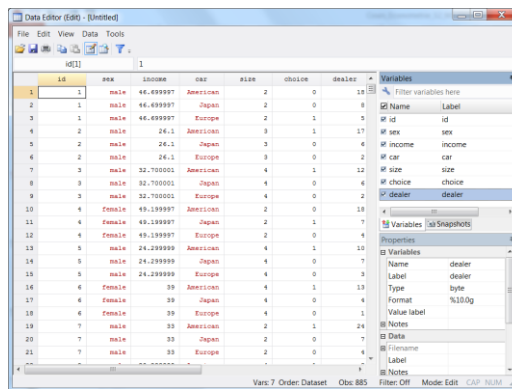 Data Editor (Edit) - [Untitled]
File Edit View Data Tools
id[1] 1
id sex income car size choice dealer
1 1 male 46.699997 American 2 0 18
2 1 male 46.699997 Japan 2 0 8
3 1 male 46.699997 Europe 2 1 5
4 2 male 26.1 American 3 1 17
5 2 male 26.1 Japan 3 0 6
6 2 male 26.1 Europe 3 0 2
7 3 male 32.700001 American 4 1 12
8 3 male 32.700001 Japan 4 0 6
9 3 male 32.700001 Europe 4 0 2
10 4 female 49.199997 American 2 0 18
11 4 female 49.199997 Japan 2 1 7
12 4 female 49.199997 Europe 2 0 4
13 5 male 24.299999 American 4 1 10
14 5 male 24.299999 Japan 4 0 7
15 5 male 24.299999 Europe 4 0 3
16 6 female 39 American 4 1 13
17 6 female 39 Japan 4 0 4
18 6 female 39 Europe 4 0 1
19 7 male 33 American 2 1 24
20 7 male 33 Japan 2 0 7
21 7 male 33 Europe 2 0 4
Vars: 7 Order: Dataset Obs: 885 Filter: Off Mode: Edit CAP NUM
Variables
Filter variables here
Name Label
id id
sex sex
income income
car car
size size
choice choice
dealer dealer
Variables Snapshots
Properties
Variables
Name dealer
Label dealer
Type byte
Format %10.0g
Value label
Notes
Data
Filename
Label
Notes